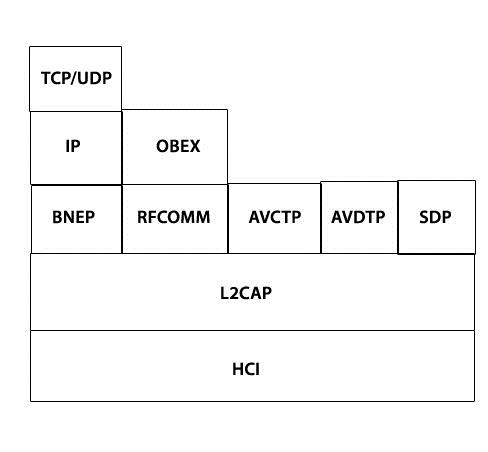 TCP/UDP
IP
OBEX
BNEP
RFCOMM
AVCTP
AVDTP
SDP
L2CAP
HCI